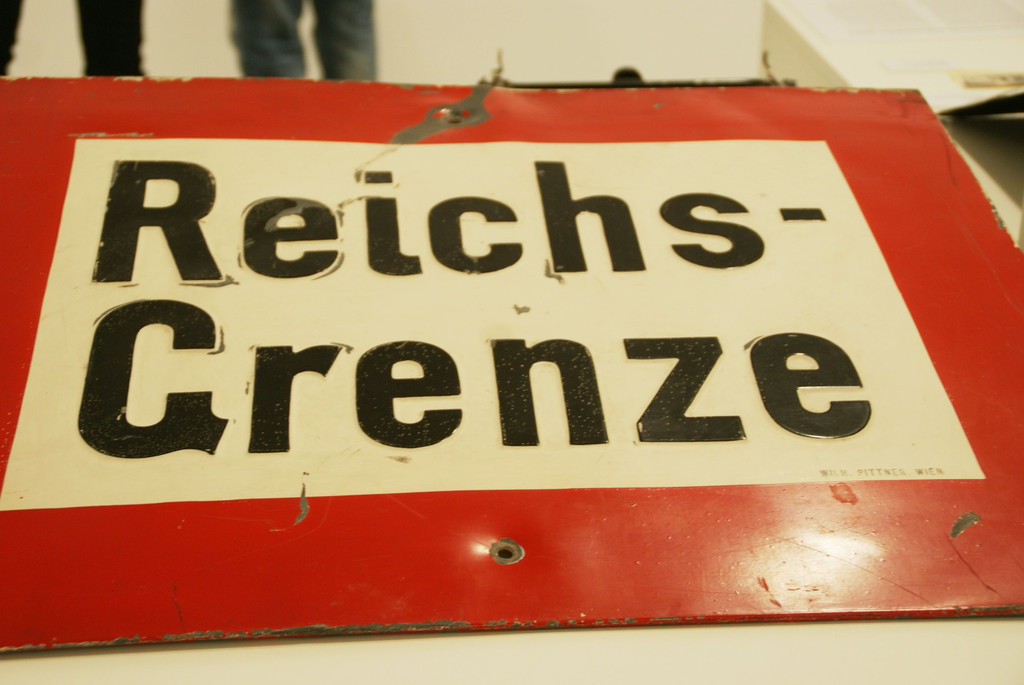 Reichs-
Grenze
WILH. PITTNER, WIEN